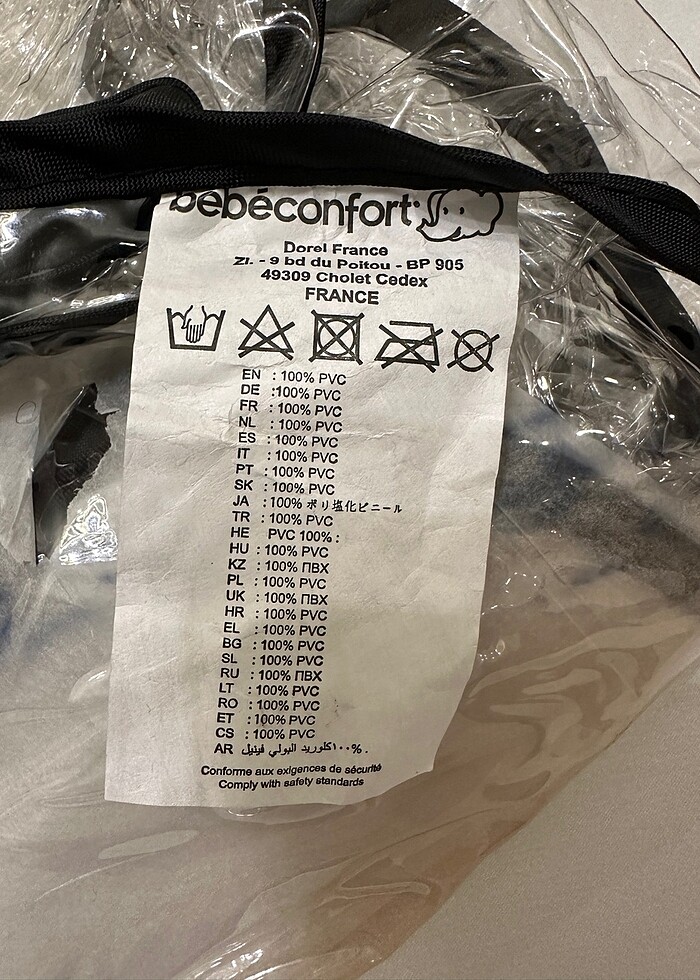 bébéconfort
Dorel France
ZI. - 9 bd du Poitou - BP 905
49309 Cholet Cedex
FRANCE
EN : 100% PVC
DE :100% PVC
FR : 100% PVC
NL : 100% PVC
ES : 100% PVC
IT : 100% PVC
PT : 100% PVC
SK : 100% PVC
JA : 100% ポリ塩化ビニール
TR : 100% PVC
HE PVC 100% :
HU : 100% PVC
KZ : 100% ПВХ
PL : 100% PVC
UK : 100% ПВХ
HR : 100% PVC
EL : 100% PVC
BG : 100% PVC
SL : 100% PVC
RU : 100% ПВХ
LT : 100% PVC
RO : 100% PVC
ET : 100% PVC
CS : 100% PVC
AR ١٠٠% كلوريد البولي فينيل.
Conforme aux exigences de sécurité
Comply with safety standards